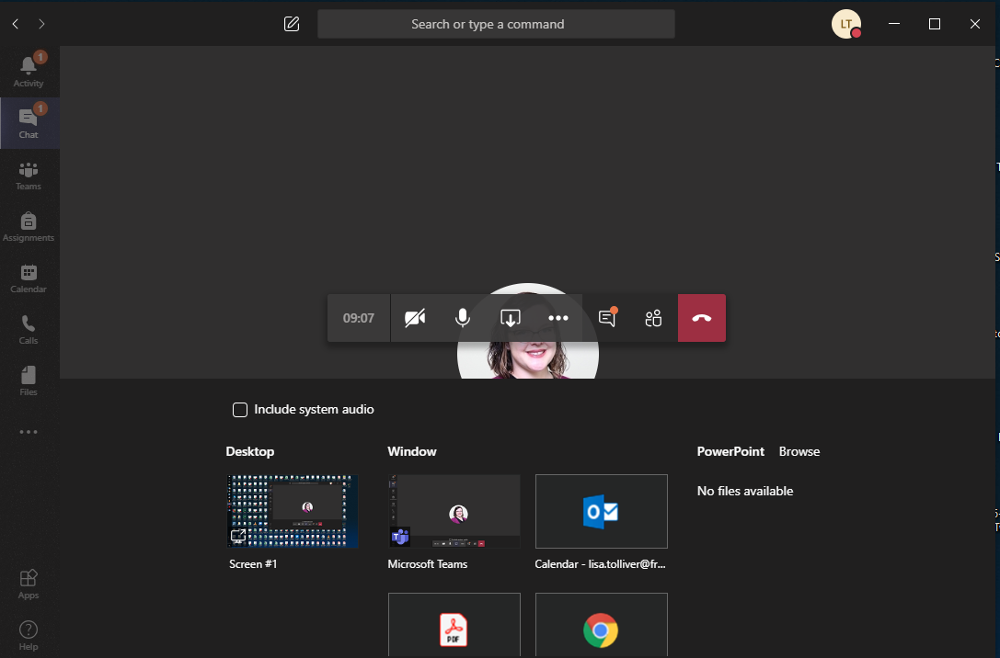 Search or type a command
LT
1
Activity
1
Chat
Teams
Assignments
Calendar
Calls
Files
09:07
Include system audio
Desktop
Window
PowerPoint Browse
No files available
Screen #1
Microsoft Teams
Calendar - lisa.tolliver@fr...
PDF
Apps
Help